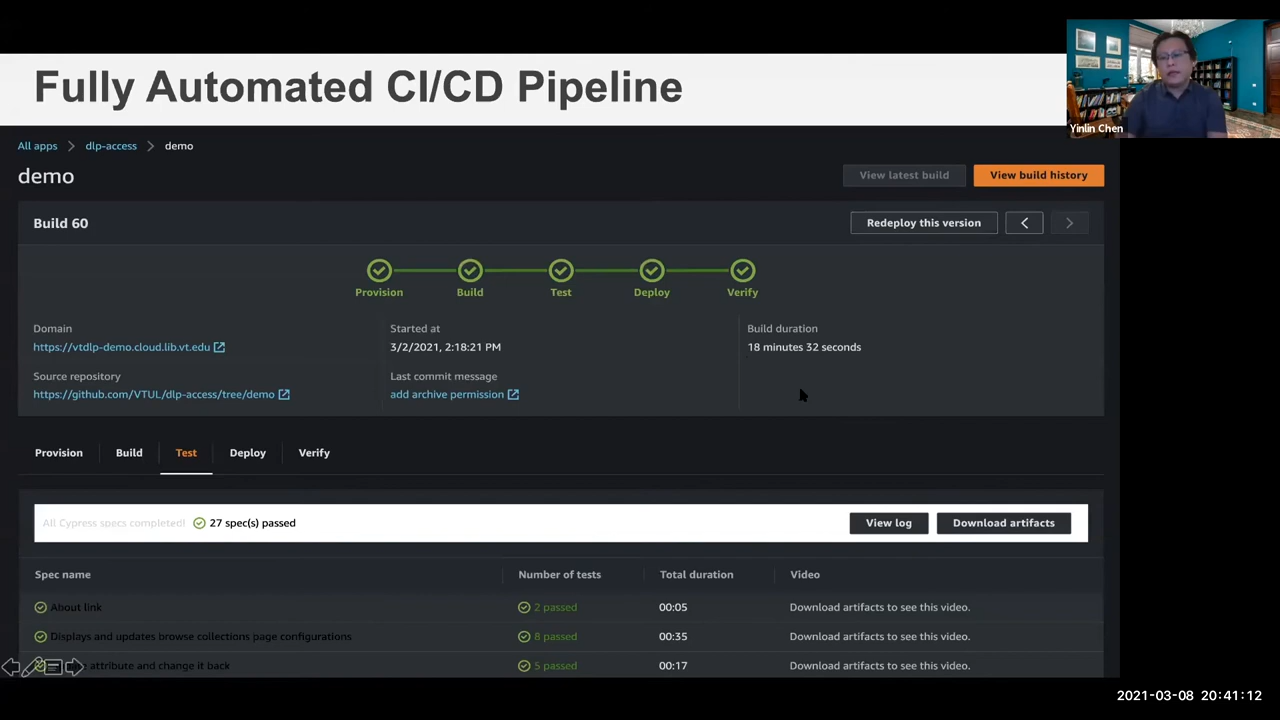 Fully Automated CI/CD Pipeline
Yinlin Chen
All apps > dlp-access > demo
demo
View latest build
View build history
Build 60
Redeploy this version
Provision Build Test Deploy Verify
Domain Started at Build duration
https://vtdlp-demo.cloud.lib.vt.edu 3/2/2021, 2:18:21 PM 18 minutes 32 seconds
Source repository Last commit message
https://github.com/VTUL/dlp-access/tree/demo add archive permission
Provision Build Test Deploy Verify
All Cypress specs completed! 27 spec(s) passed View log Download artifacts
Spec name Number of tests Total duration Video
About link 2 passed 00:05 Download artifacts to see this video.
Displays and updates browse collections page configurations 8 passed 00:35 Download artifacts to see this video.
attribute and change it back 5 passed 00:17 Download artifacts to see this video.
2021-03-08 20:41:12